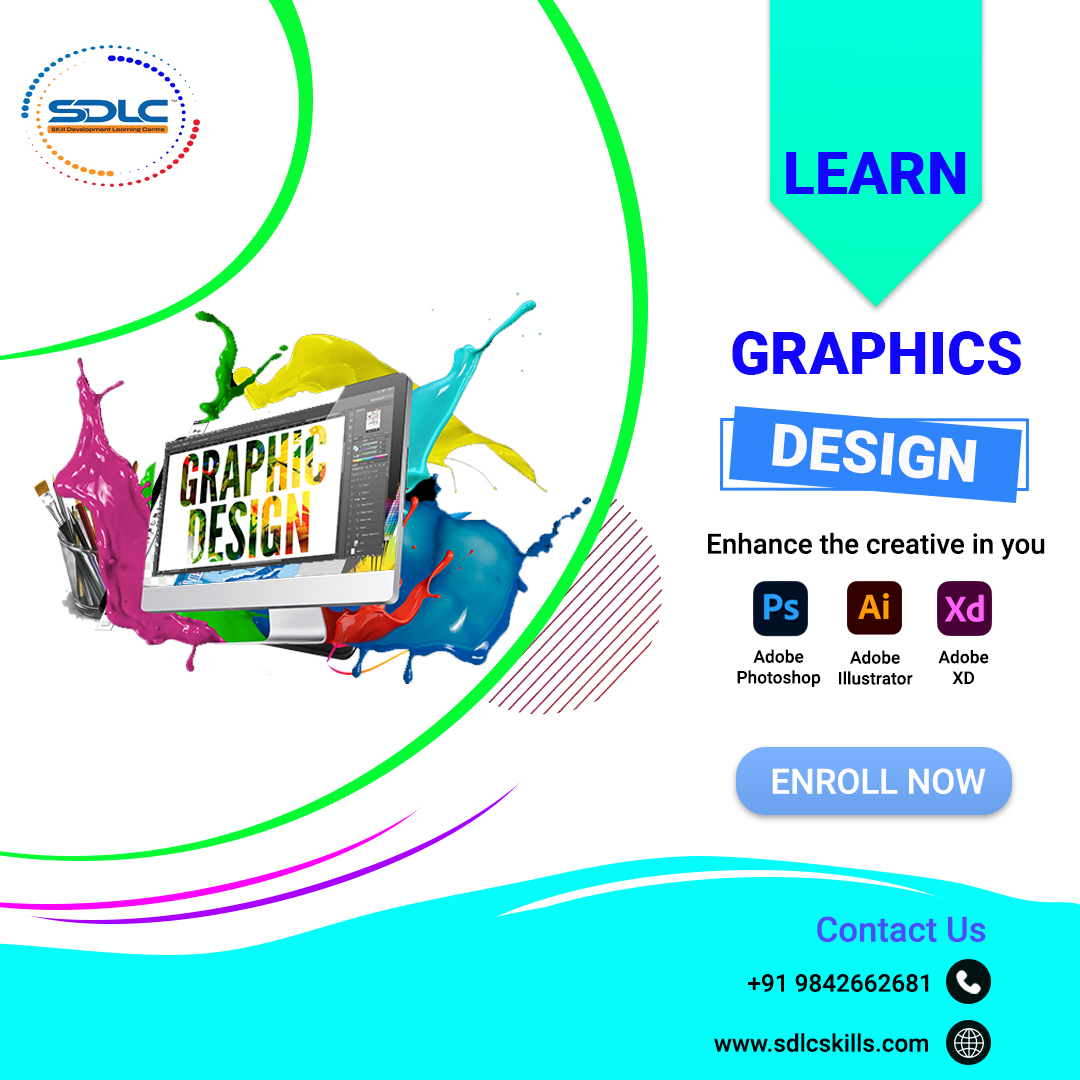 SDLC
SKill Development Learning Centre
LEARN
GRAPHICS
DESIGN
GRAPHIC
DESIGN
Enhance the creative in you
Ps
Ai
Xd
Adobe
Photoshop
Adobe
Illustrator
Adobe
XD
ENROLL NOW
Contact Us
+91 9842662681
www.sdlcskills.com